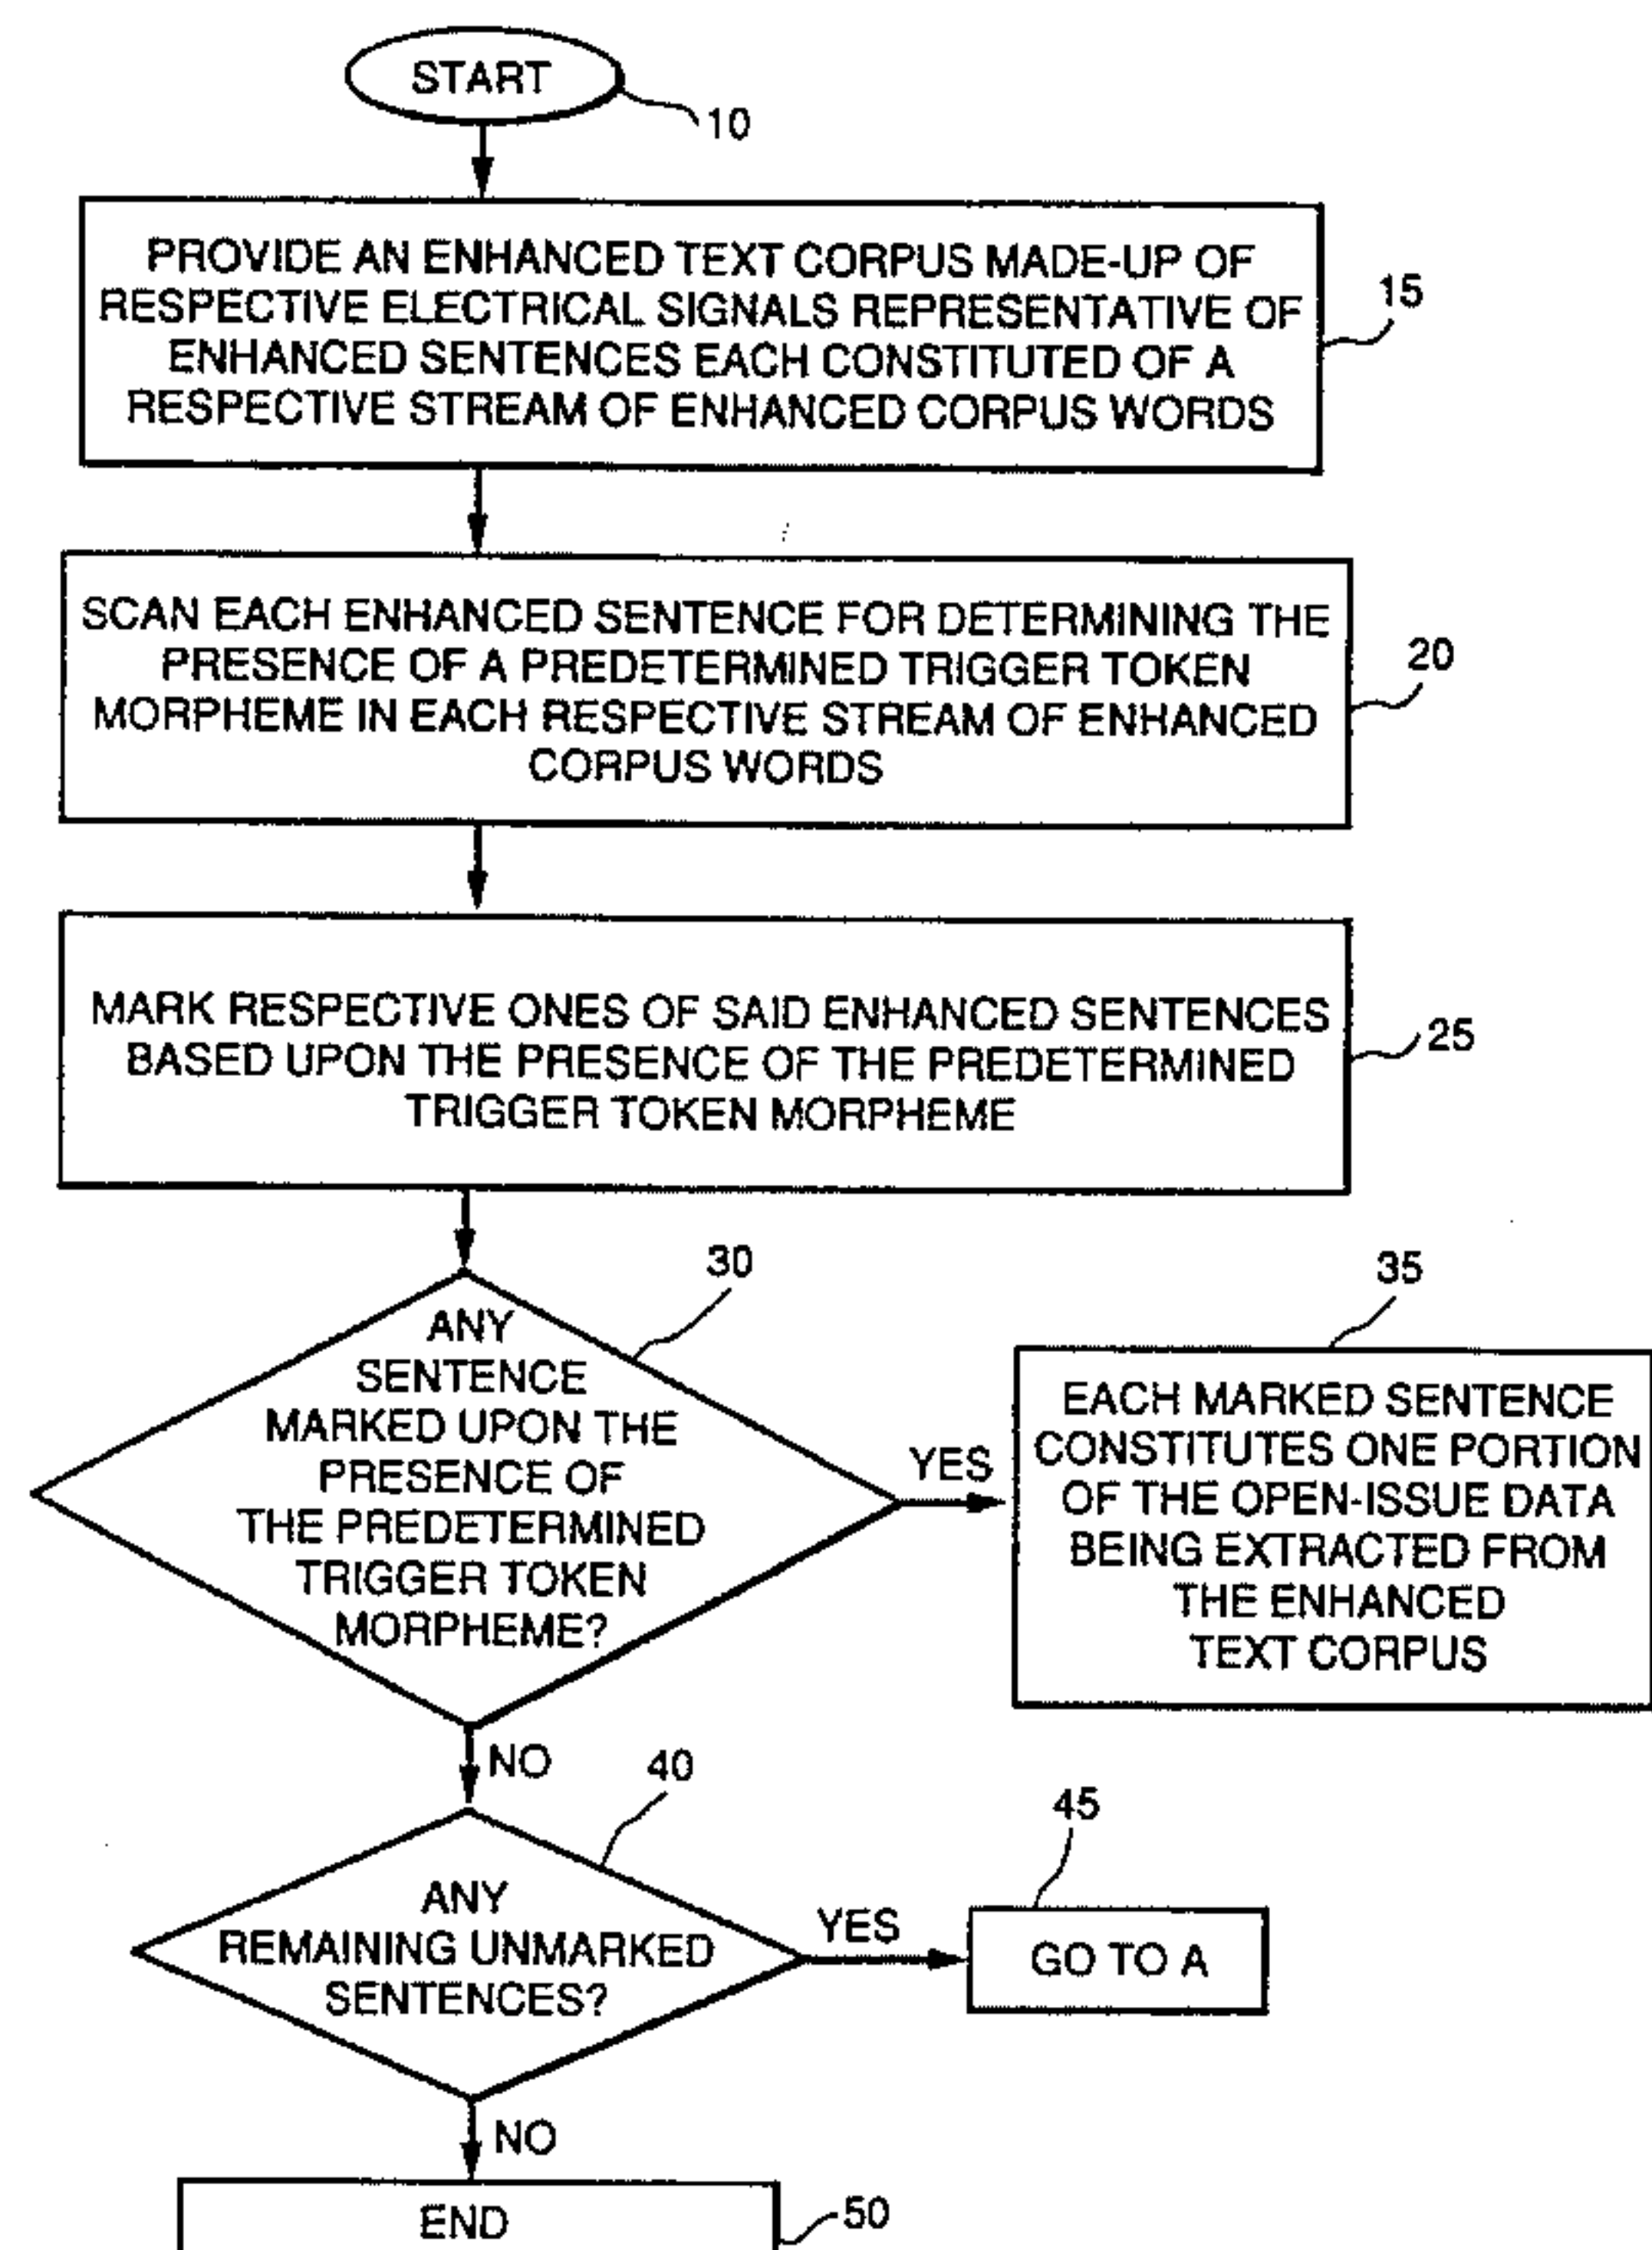 START
10
PROVIDE AN ENHANCED TEXT CORPUS MADE-UP OF
RESPECTIVE ELECTRICAL SIGNALS REPRESENTATIVE OF
ENHANCED SENTENCES EACH CONSTITUTED OF A
RESPECTIVE STREAM OF ENHANCED CORPUS WORDS
15
SCAN EACH ENHANCED SENTENCE FOR DETERMINING THE
PRESENCE OF A PREDETERMINED TRIGGER TOKEN
MORPHEME IN EACH RESPECTIVE STREAM OF ENHANCED
CORPUS WORDS
20
MARK RESPECTIVE ONES OF SAID ENHANCED SENTENCES
BASED UPON THE PRESENCE OF THE PREDETERMINED
TRIGGER TOKEN MORPHEME
25
30
ANY
SENTENCE
MARKED UPON THE
PRESENCE OF
THE PREDETERMINED
TRIGGER TOKEN
MORPHEME?
YES
35
EACH MARKED SENTENCE
CONSTITUTES ONE PORTION
OF THE OPEN-ISSUE DATA
BEING EXTRACTED FROM
THE ENHANCED
TEXT CORPUS
NO
40
ANY
REMAINING UNMARKED
SENTENCES?
YES
45
GO TO A
NO
END
50